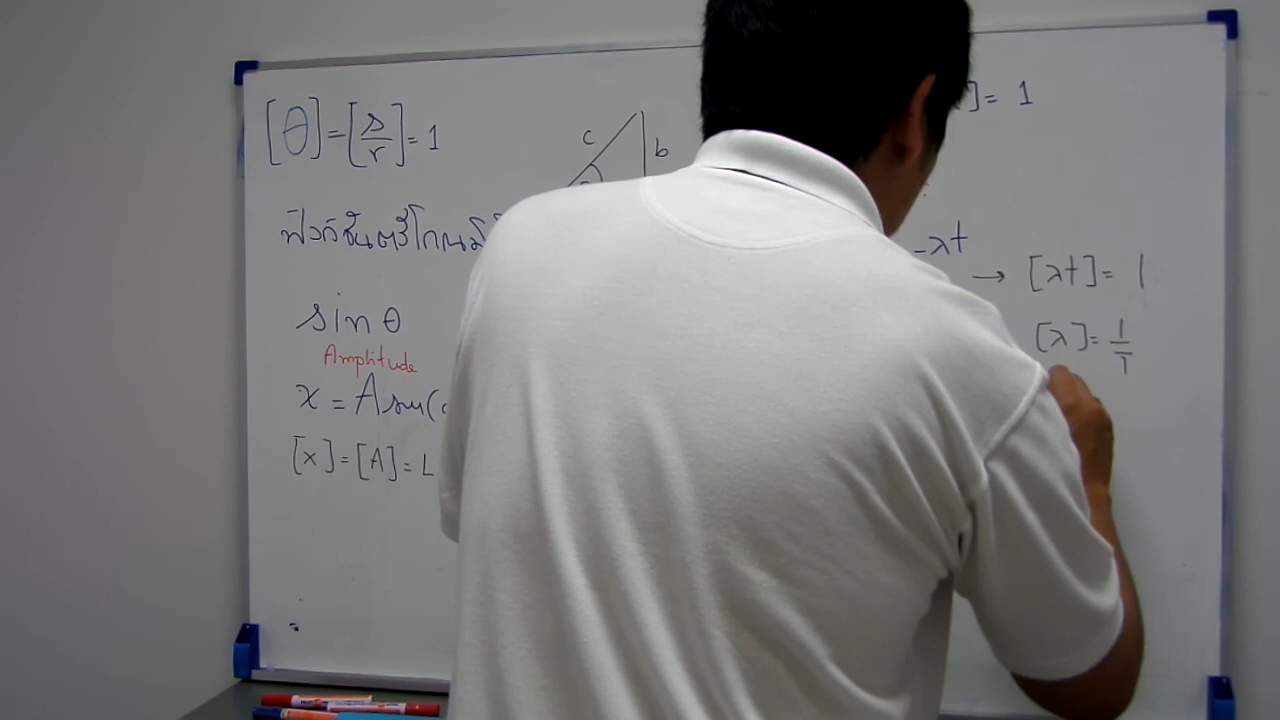 [θ]=[s/r]=1
c
b
]= 1
ฟังก์ชันตรีโกณมิ
-λt
→ [λt]= 1
sin θ
[λ]= 1/T
Amplitude
x = A sin(
[x]=[A]=L